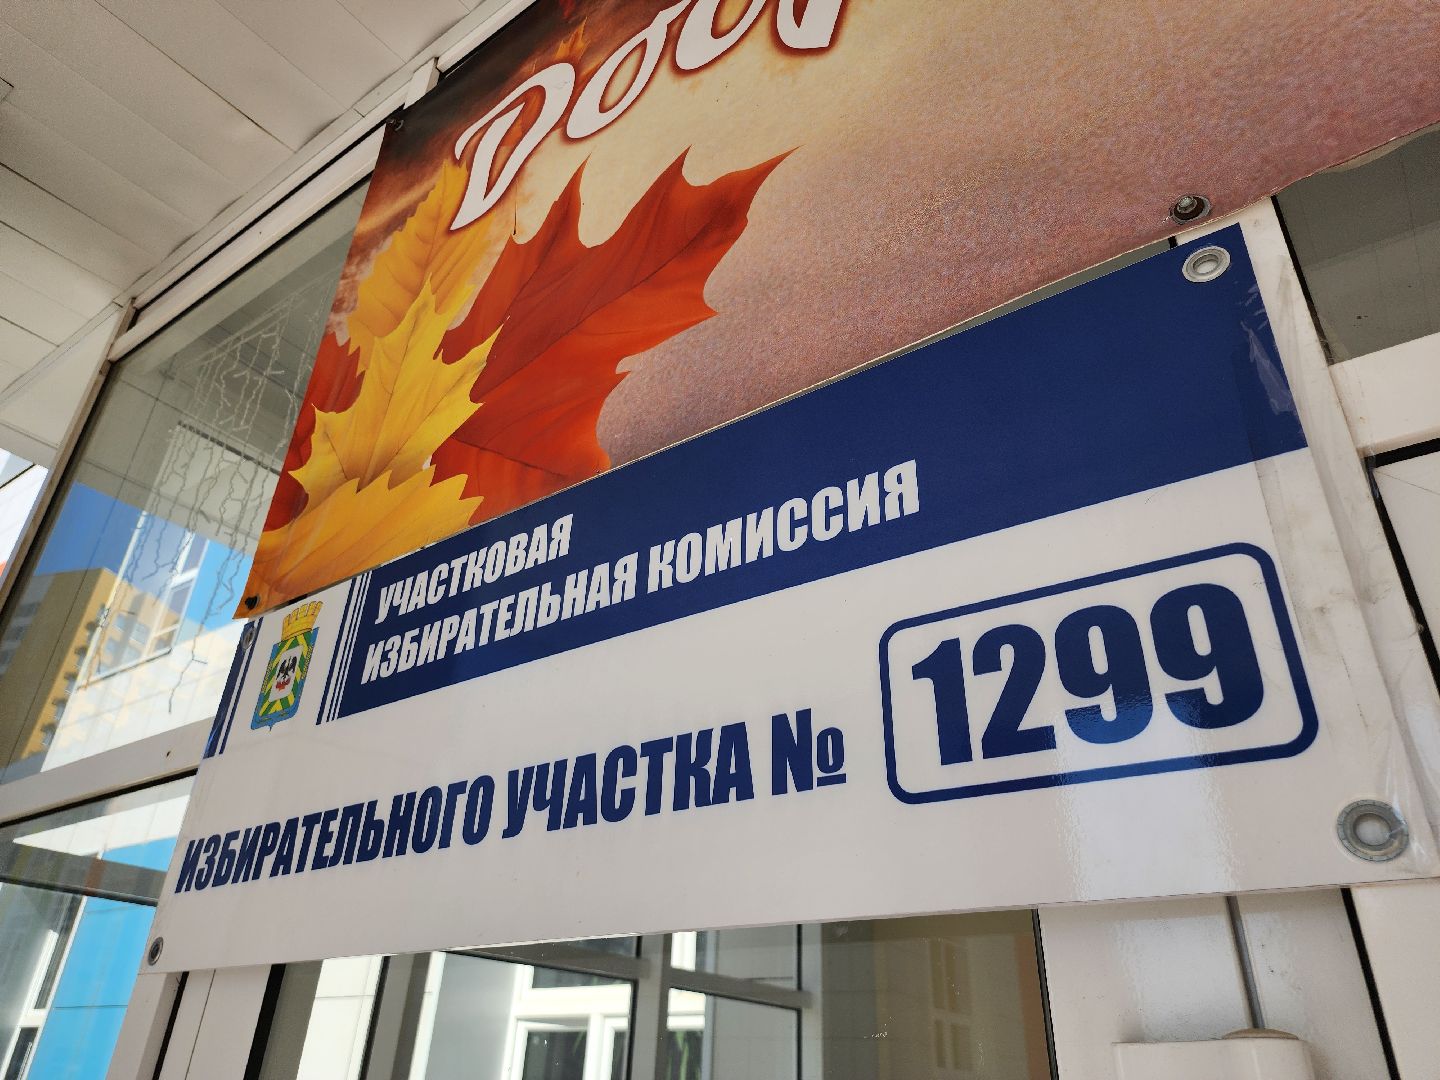 УЧАСТКОВАЯ
ИЗБИРАТЕЛЬНАЯ КОМИССИЯ
ИЗБИРАТЕЛЬНОГО УЧАСТКА № 1299